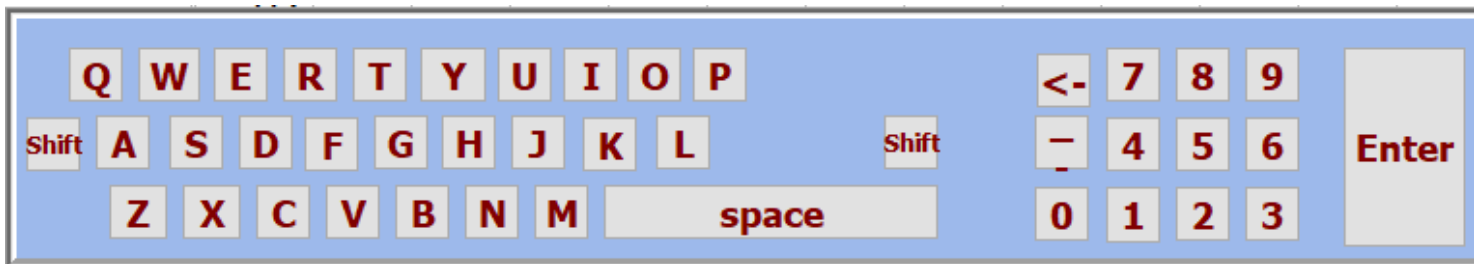 Q W E R T Y U I O P <- 7 8 9
Shift A S D F G H J K L Shift _ - 4 5 6 Enter
Z X C V B N M space 0 1 2 3